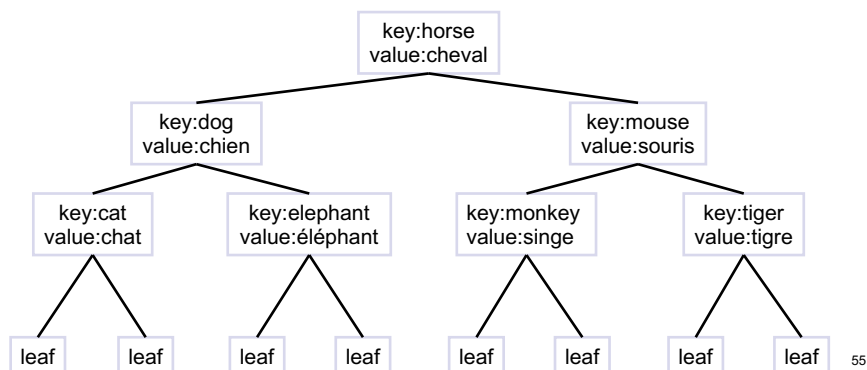 key:horse
value:cheval
key:dog
value:chien
key:mouse
value:souris
key:cat
value:chat
key:elephant
value:éléphant
key:monkey
value:singe
key:tiger
value:tigre
leaf
leaf
leaf
leaf
leaf
leaf
leaf
leaf
55